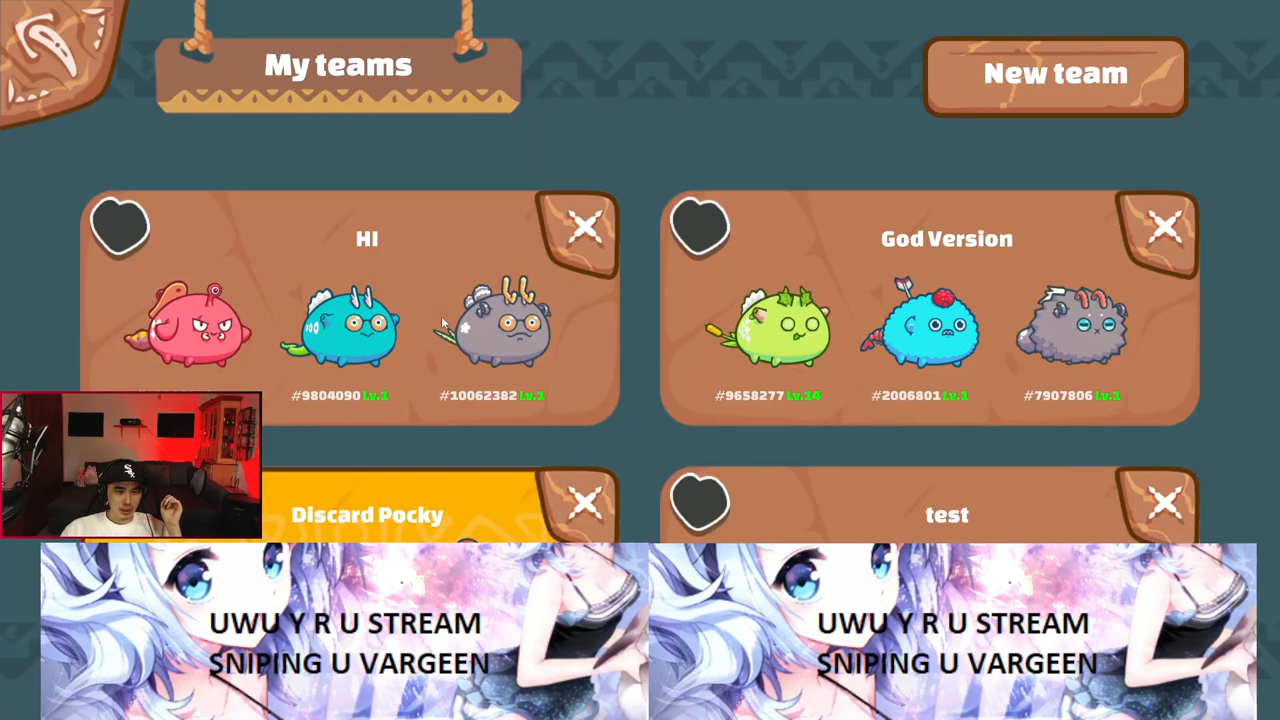 My teams
New team
HI
God Version
#9804090 Lv.1
#10062382 Lv.1
#9658277 Lv.14
#2006801 Lv.1
#7907806 Lv.1
Discard Pocky
test
UWU Y R U STREAM
SNIPING U VARGEEN
UWU Y R U STREAM
SNIPING U VARGEEN